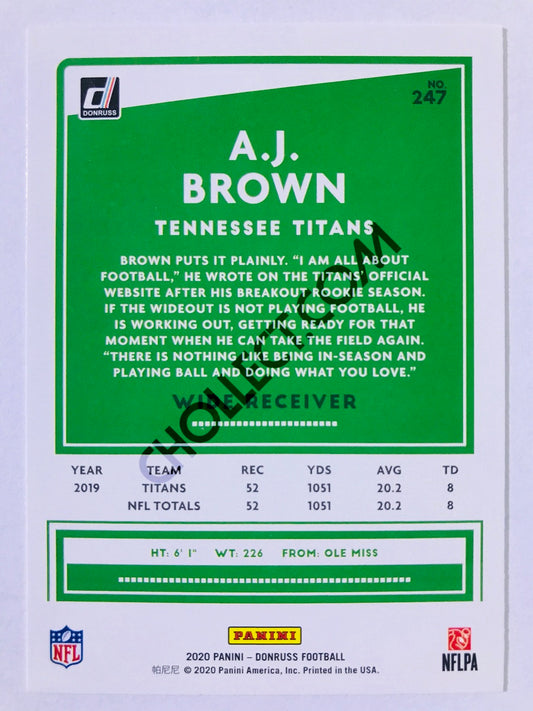 DONRUSS
NO.
247
A.J.
BROWN
TENNESSEE TITANS
BROWN PUTS IT PLAINLY. "I AM ALL ABOUT
FOOTBALL," HE WROTE ON THE TITANS' OFFICIAL
WEBSITE AFTER HIS BREAKOUT ROOKIE SEASON.
IF THE WIDEOUT IS NOT PLAYING FOOTBALL, HE
IS WORKING OUT, GETTING READY FOR THAT
MOMENT WHEN HE CAN TAKE THE FIELD AGAIN.
"THERE IS NOTHING LIKE BEING IN-SEASON AND
PLAYING BALL AND DOING WHAT YOU LOVE."
WIDE RECEIVER
CHOLLECT.COM
YEAR TEAM REC YDS AVG TD
2019 TITANS 52 1051 20.2 8
NFL TOTALS 52 1051 20.2 8
HT: 6' 1" WT: 226 FROM: OLE MISS
NFL
PANINI
NFLPA
2020 PANINI – DONRUSS FOOTBALL
帕尼尼 © 2020 Panini America, Inc. Printed in the USA.